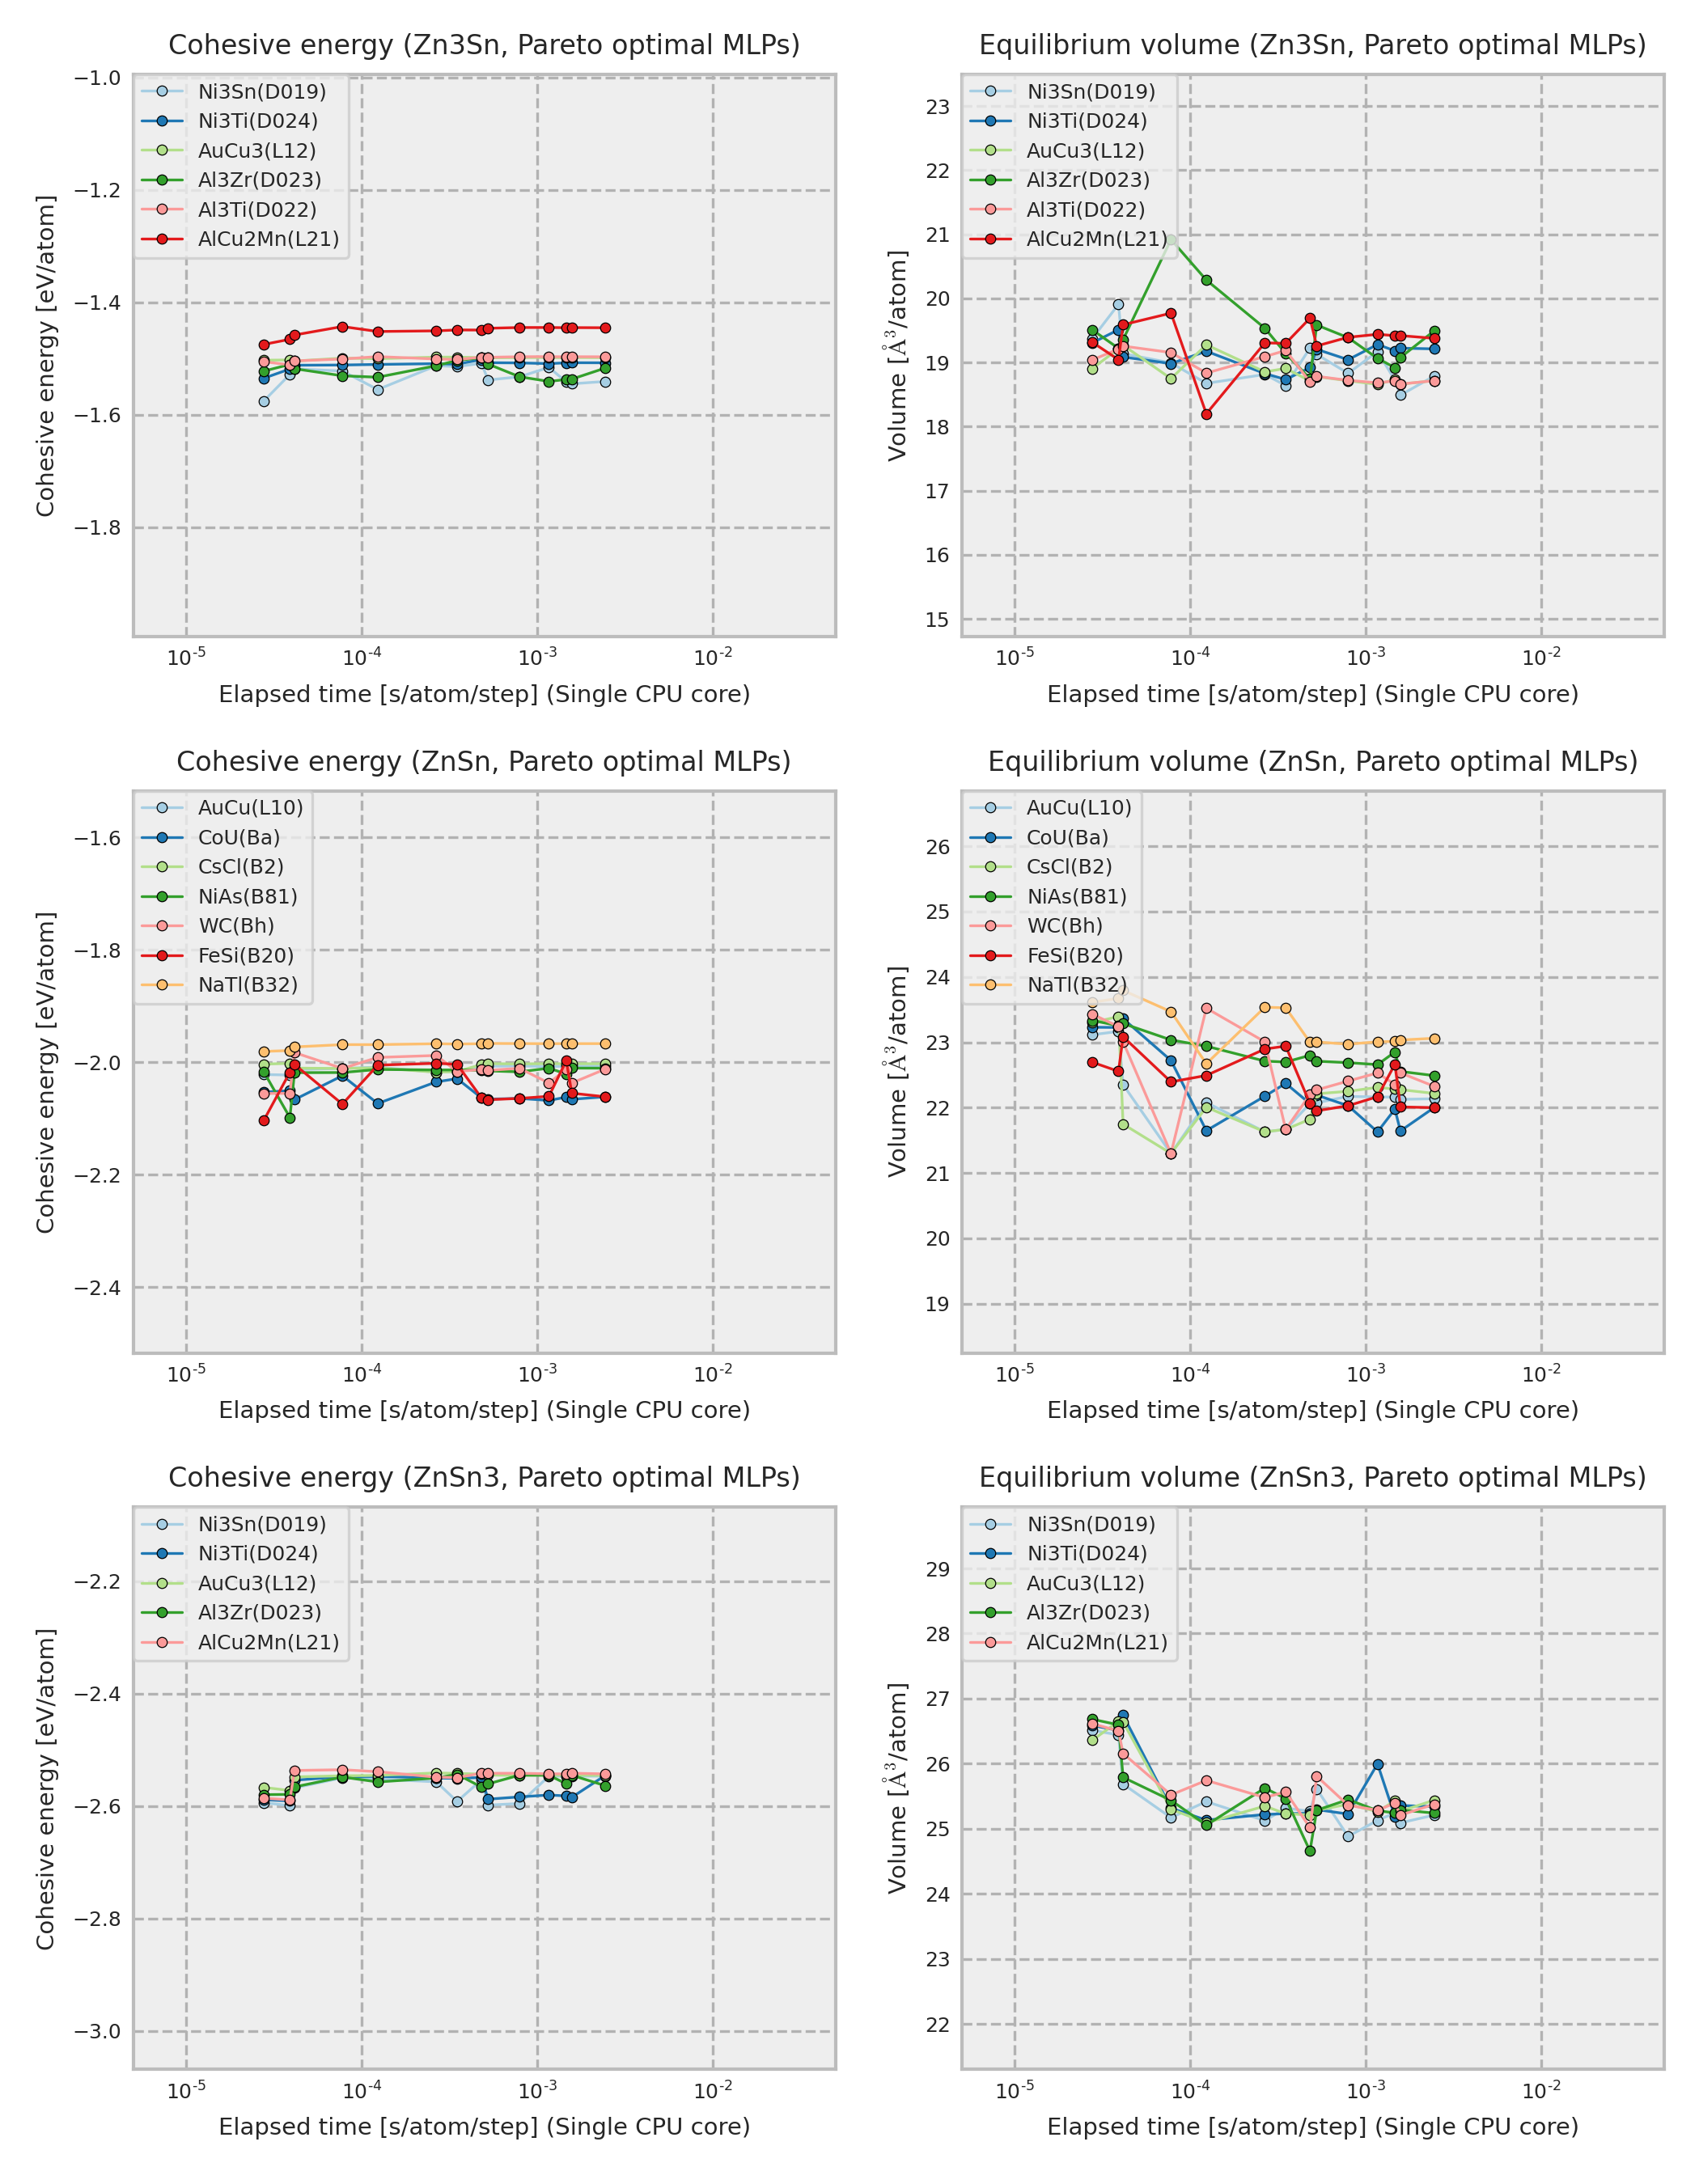 Cohesive energy (Zn3Sn, Pareto optimal MLPs)
−1.0
−1.2
−1.4
−1.6
−1.8
Cohesive energy [eV/atom]
Ni3Sn(D019)
Ni3Ti(D024)
AuCu3(L12)
Al3Zr(D023)
Al3Ti(D022)
AlCu2Mn(L21)
10^-5 10^-4 10^-3 10^-2
Elapsed time [s/atom/step] (Single CPU core)
Equilibrium volume (Zn3Sn, Pareto optimal MLPs)
23
22
21
20
19
18
17
16
15
Volume [Å^3/atom]
Ni3Sn(D019)
Ni3Ti(D024)
AuCu3(L12)
Al3Zr(D023)
Al3Ti(D022)
AlCu2Mn(L21)
10^-5 10^-4 10^-3 10^-2
Elapsed time [s/atom/step] (Single CPU core)
Cohesive energy (ZnSn, Pareto optimal MLPs)
−1.6
−1.8
−2.0
−2.2
−2.4
Cohesive energy [eV/atom]
AuCu(L10)
CoU(Ba)
CsCl(B2)
NiAs(B81)
WC(Bh)
FeSi(B20)
NaTl(B32)
10^-5 10^-4 10^-3 10^-2
Elapsed time [s/atom/step] (Single CPU core)
Equilibrium volume (ZnSn, Pareto optimal MLPs)
26
25
24
23
22
21
20
19
Volume [Å^3/atom]
AuCu(L10)
CoU(Ba)
CsCl(B2)
NiAs(B81)
WC(Bh)
FeSi(B20)
NaTl(B32)
10^-5 10^-4 10^-3 10^-2
Elapsed time [s/atom/step] (Single CPU core)
Cohesive energy (ZnSn3, Pareto optimal MLPs)
−2.2
−2.4
−2.6
−2.8
−3.0
Cohesive energy [eV/atom]
Ni3Sn(D019)
Ni3Ti(D024)
AuCu3(L12)
Al3Zr(D023)
AlCu2Mn(L21)
10^-5 10^-4 10^-3 10^-2
Elapsed time [s/atom/step] (Single CPU core)
Equilibrium volume (ZnSn3, Pareto optimal MLPs)
29
28
27
26
25
24
23
22
Volume [Å^3/atom]
Ni3Sn(D019)
Ni3Ti(D024)
AuCu3(L12)
Al3Zr(D023)
AlCu2Mn(L21)
10^-5 10^-4 10^-3 10^-2
Elapsed time [s/atom/step] (Single CPU core)